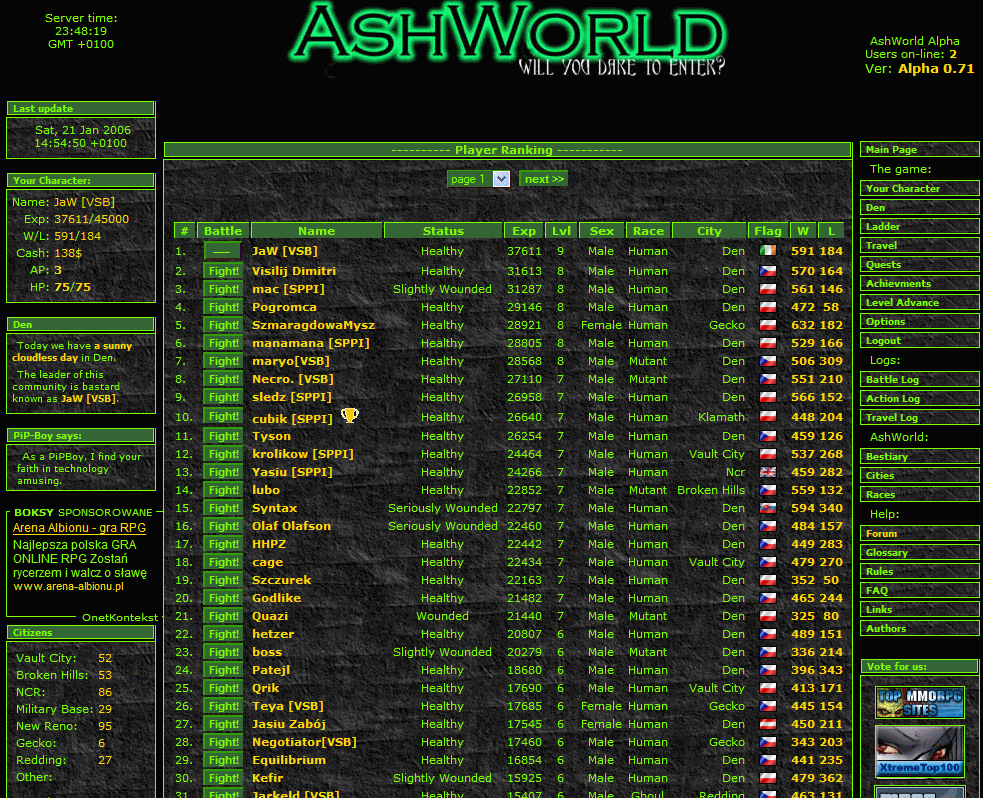 Server time:
23:48:19
GMT +0100
ASHWORLD
WILL YOU DARE TO ENTER?
AshWorld Alpha
Users on-line: 2
Ver: Alpha 0.71
Last update
Sat, 21 Jan 2006
14:54:50 +0100
Your Character:
Name: JaW [VSB]
Exp: 37611/45000
W/L: 591/184
Cash: 138$
AP: 3
HP: 75/75
Den
Today we have a sunny
cloudless day in Den.
The leader of this
community is bastard
known as JaW [VSB].
PiP-Boy says:
As a PiPBoy, I find your
faith in technology
amusing.
BOKSY SPONSOROWANE
Arena Albionu - gra RPG
Najlepsza polska GRA
ONLINE RPG Zostań
rycerzem i walcz o sławę
www.arena-albionu.pl
OnetKontekst
Citizens
Vault City: 52
Broken Hills: 53
NCR: 86
Military Base: 29
New Reno: 95
Gecko: 6
Redding: 27
Other:
---------- Player Ranking -----------
page 1 next >>
# Battle Name Status Exp Lvl Sex Race City Flag W L
1. ---- JaW [VSB] Healthy 37611 9 Male Human Den 591 184
2. Fight! Visilij Dimitri Healthy 31613 8 Male Human Den 570 164
3. Fight! mac [SPPI] Slightly Wounded 31287 8 Male Human Den 561 146
4. Fight! Pogromca Healthy 29146 8 Male Human Den 472 58
5. Fight! SzmaragdowaMysz Healthy 28921 8 Female Human Gecko 632 182
6. Fight! manamana [SPPI] Healthy 28805 8 Male Human Den 529 166
7. Fight! maryo[VSB] Healthy 28568 8 Male Mutant Den 506 309
8. Fight! Necro. [VSB] Healthy 27110 7 Male Mutant Den 551 210
9. Fight! sledz [SPPI] Healthy 26958 7 Male Human Den 566 152
10. Fight! cubik [SPPI] Healthy 26640 7 Male Human Klamath 448 204
11. Fight! Tyson Healthy 26254 7 Male Human Den 459 126
12. Fight! krolikow [SPPI] Healthy 24464 7 Male Human Vault City 537 268
13. Fight! Yasiu [SPPI] Healthy 24266 7 Male Human Ncr 459 282
14. Fight! lubo Healthy 22852 7 Male Mutant Broken Hills 559 132
15. Fight! Syntax Seriously Wounded 22797 7 Male Human Den 594 340
16. Fight! Olaf Olafson Seriously Wounded 22460 7 Male Human Den 484 157
17. Fight! HHPZ Healthy 22442 7 Male Human Den 449 283
18. Fight! cage Healthy 22434 7 Male Human Vault City 479 270
19. Fight! Szczurek Healthy 22163 7 Male Human Den 352 50
20. Fight! Godlike Healthy 21482 7 Male Human Den 465 244
21. Fight! Quazi Wounded 21440 7 Male Mutant Den 325 80
22. Fight! hetzer Healthy 20807 6 Male Human Den 489 151
23. Fight! boss Slightly Wounded 20279 6 Male Mutant Den 336 214
24. Fight! Patejl Healthy 18680 6 Male Human Den 396 343
25. Fight! Qrik Healthy 17690 6 Male Human Vault City 413 171
26. Fight! Teya [VSB] Healthy 17685 6 Female Human Gecko 445 154
27. Fight! Jasiu Zabój Healthy 17545 6 Female Human Den 450 211
28. Fight! Negotiator[VSB] Healthy 17460 6 Male Human Gecko 343 203
29. Fight! Equilibrium Healthy 16854 6 Male Human Den 441 235
30. Fight! Kefir Slightly Wounded 15925 6 Male Human Den 479 362
31. Fight! Jarkeld [VSB] Healthy 15407 6 Male Ghoul Redding 463 131
Main Page
The game:
Your Character
Den
Ladder
Travel
Quests
Achievments
Level Advance
Options
Logout
Logs:
Battle Log
Action Log
Travel Log
AshWorld:
Bestiary
Cities
Races
Help:
Forum
Glossary
Rules
FAQ
Links
Authors
Vote for us:
TOP MMORPG
SITES
XtremeTop100